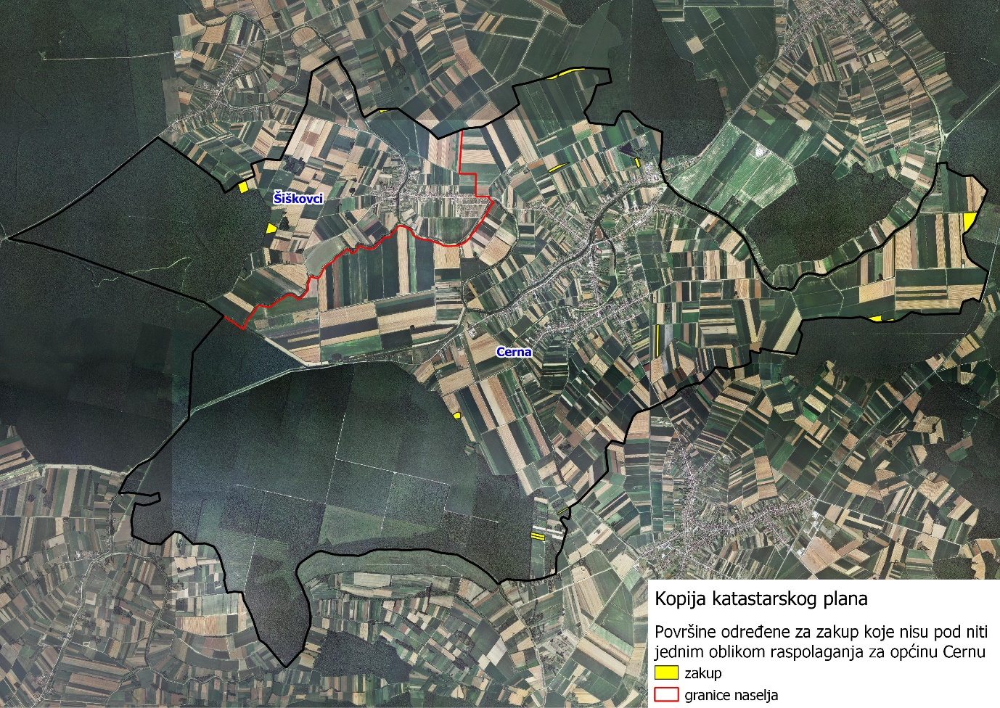 Šiškovci
Cerna
Kopija katastarskog plana
Površine određene za zakup koje nisu pod niti
jednim oblikom raspolaganja za općinu Cernu
zakup
granice naselja